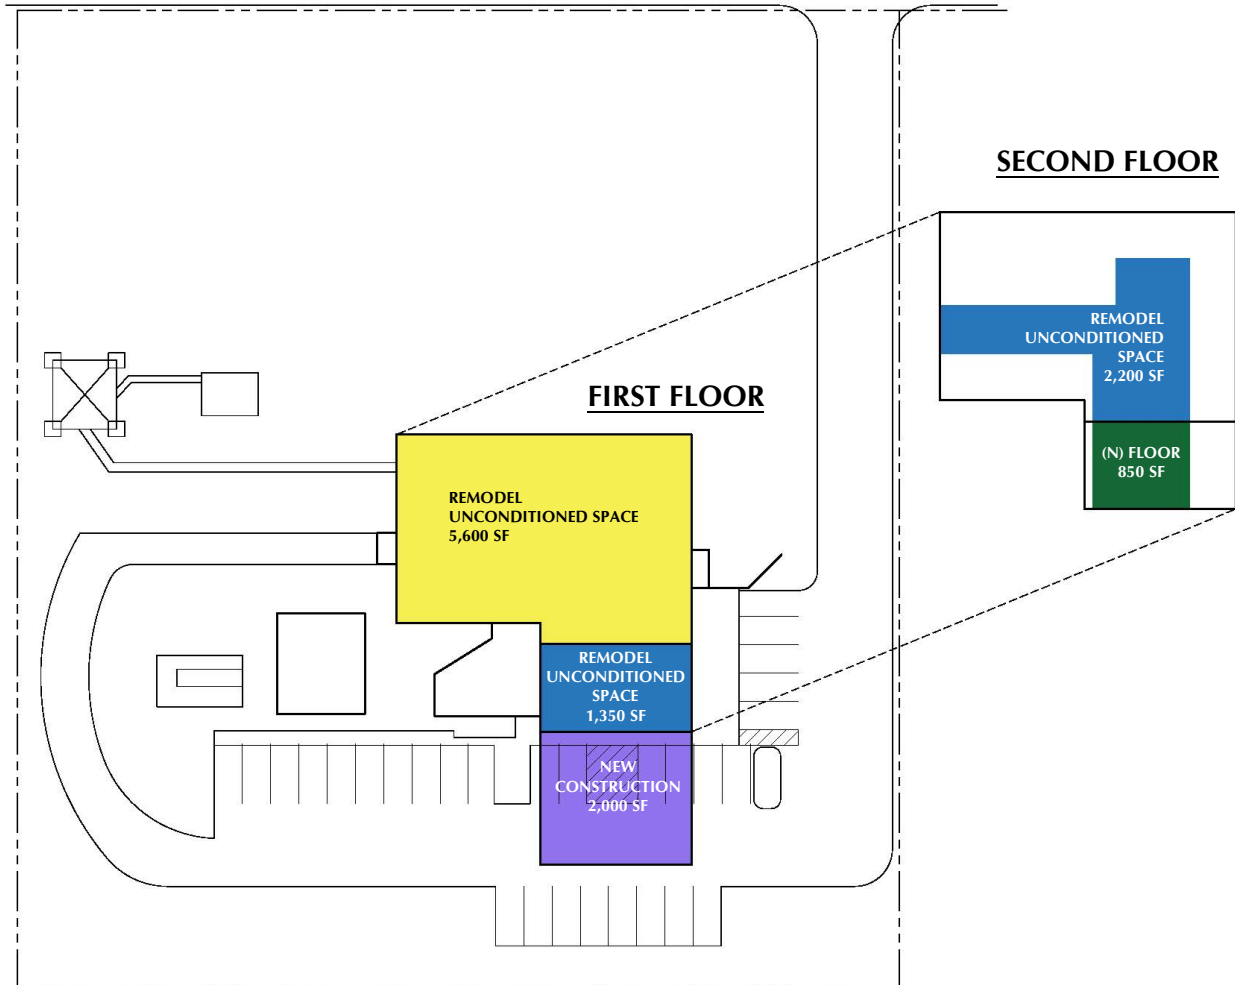 SECOND FLOOR
REMODEL
UNCONDITIONED
SPACE
2,200 SF
(N) FLOOR
850 SF
FIRST FLOOR
REMODEL
UNCONDITIONED SPACE
5,600 SF
REMODEL
UNCONDITIONED
SPACE
1,350 SF
NEW
CONSTRUCTION
2,000 SF